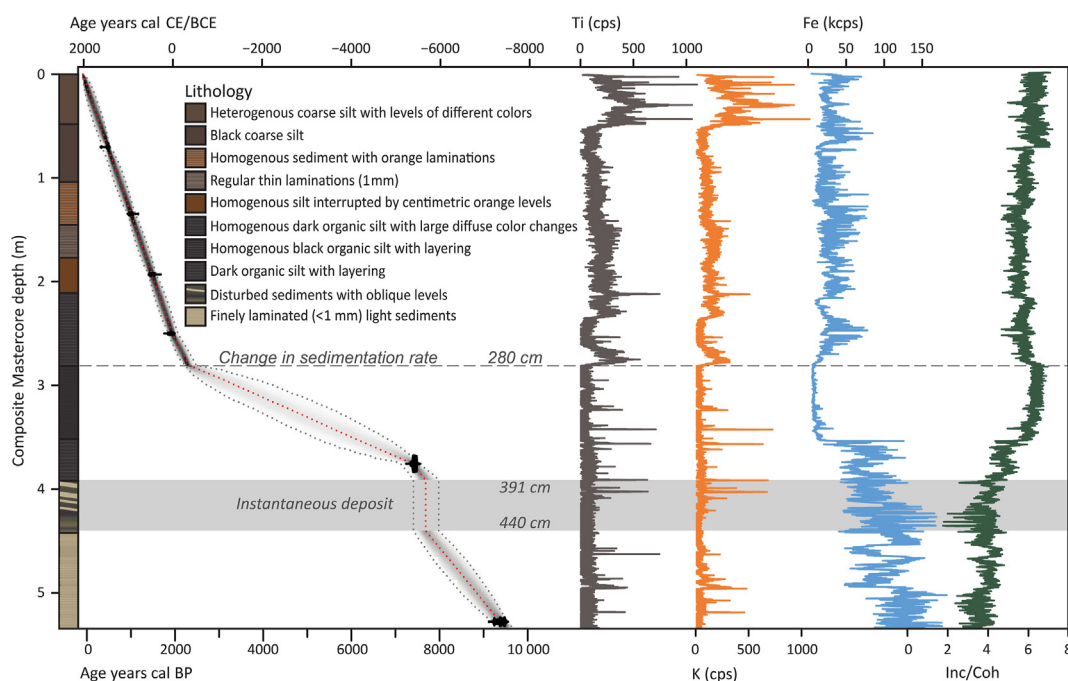 Age years cal CE/BCE
Ti (cps)
Fe (kcps)
2000 0 −2000 −4000 −6000 −8000
0 500 1000
0 50 100 150
Composite Mastercore depth (m)
0
1
2
3
4
5
Lithology
Heterogenous coarse silt with levels of different colors
Black coarse silt
Homogenous sediment with orange laminations
Regular thin laminations (1mm)
Homogenous silt interrupted by centimetric orange levels
Homogenous dark organic silt with large diffuse color changes
Homogenous black organic silt with layering
Dark organic silt with layering
Disturbed sediments with oblique levels
Finely laminated (<1 mm) light sediments
Change in sedimentation rate 280 cm
391 cm
Instantaneous deposit
440 cm
0 2000 4000 6000 8000 10 000
0 500 1000
0 2 4 6 8
Age years cal BP
K (cps)
Inc/Coh